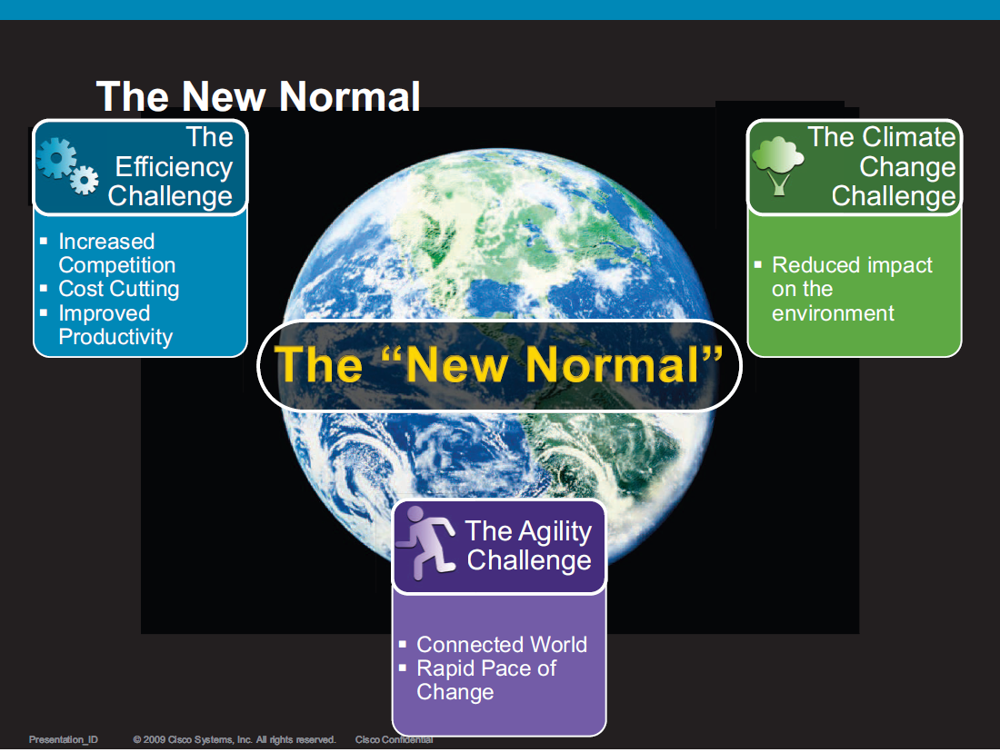 The New Normal
The
Efficiency
Challenge
▪ Increased
Competition
▪ Cost Cutting
▪ Improved
Productivity
The Climate
Change
Challenge
▪ Reduced impact
on the
environment
The “New Normal”
The Agility
Challenge
▪ Connected World
▪ Rapid Pace of
Change
Presentation_ID © 2009 Cisco Systems, Inc. All rights reserved. Cisco Confidential